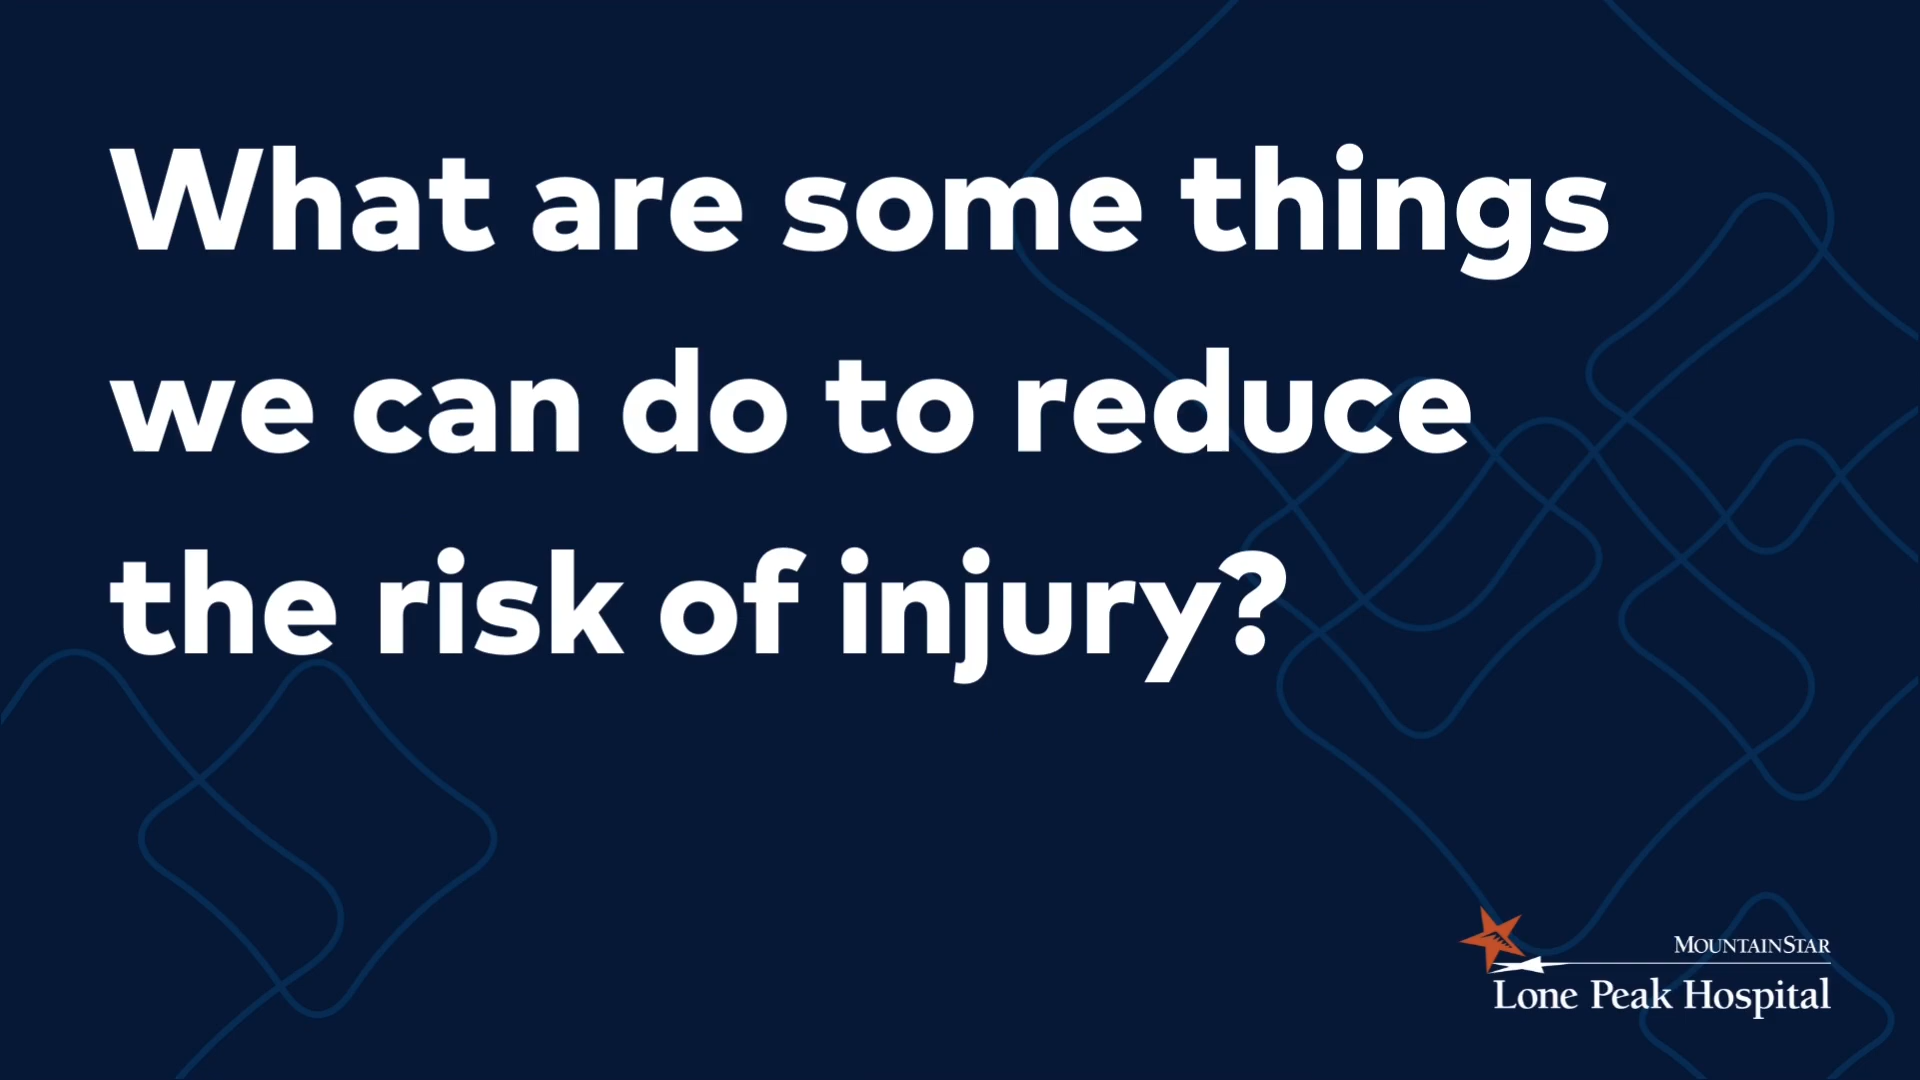 What are some things
we can do to reduce
the risk of injury?
MOUNTAINSTAR
Lone Peak Hospital